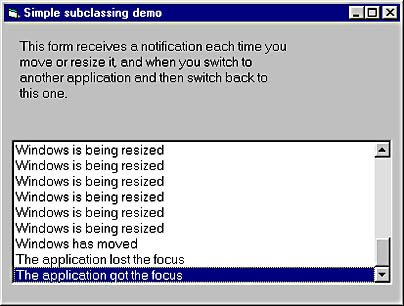 Simple subclassing demo
This form receives a notification each time you
move or resize it, and when you switch to
another application and then switch back to
this one.
Windows is being resized
Windows is being resized
Windows is being resized
Windows is being resized
Windows is being resized
Windows is being resized
Windows has moved
The application lost the focus
The application got the focus